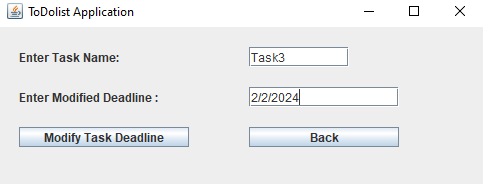 ToDolist Application
Enter Task Name: Task3
Enter Modified Deadline : 2/2/2024
Modify Task Deadline Back